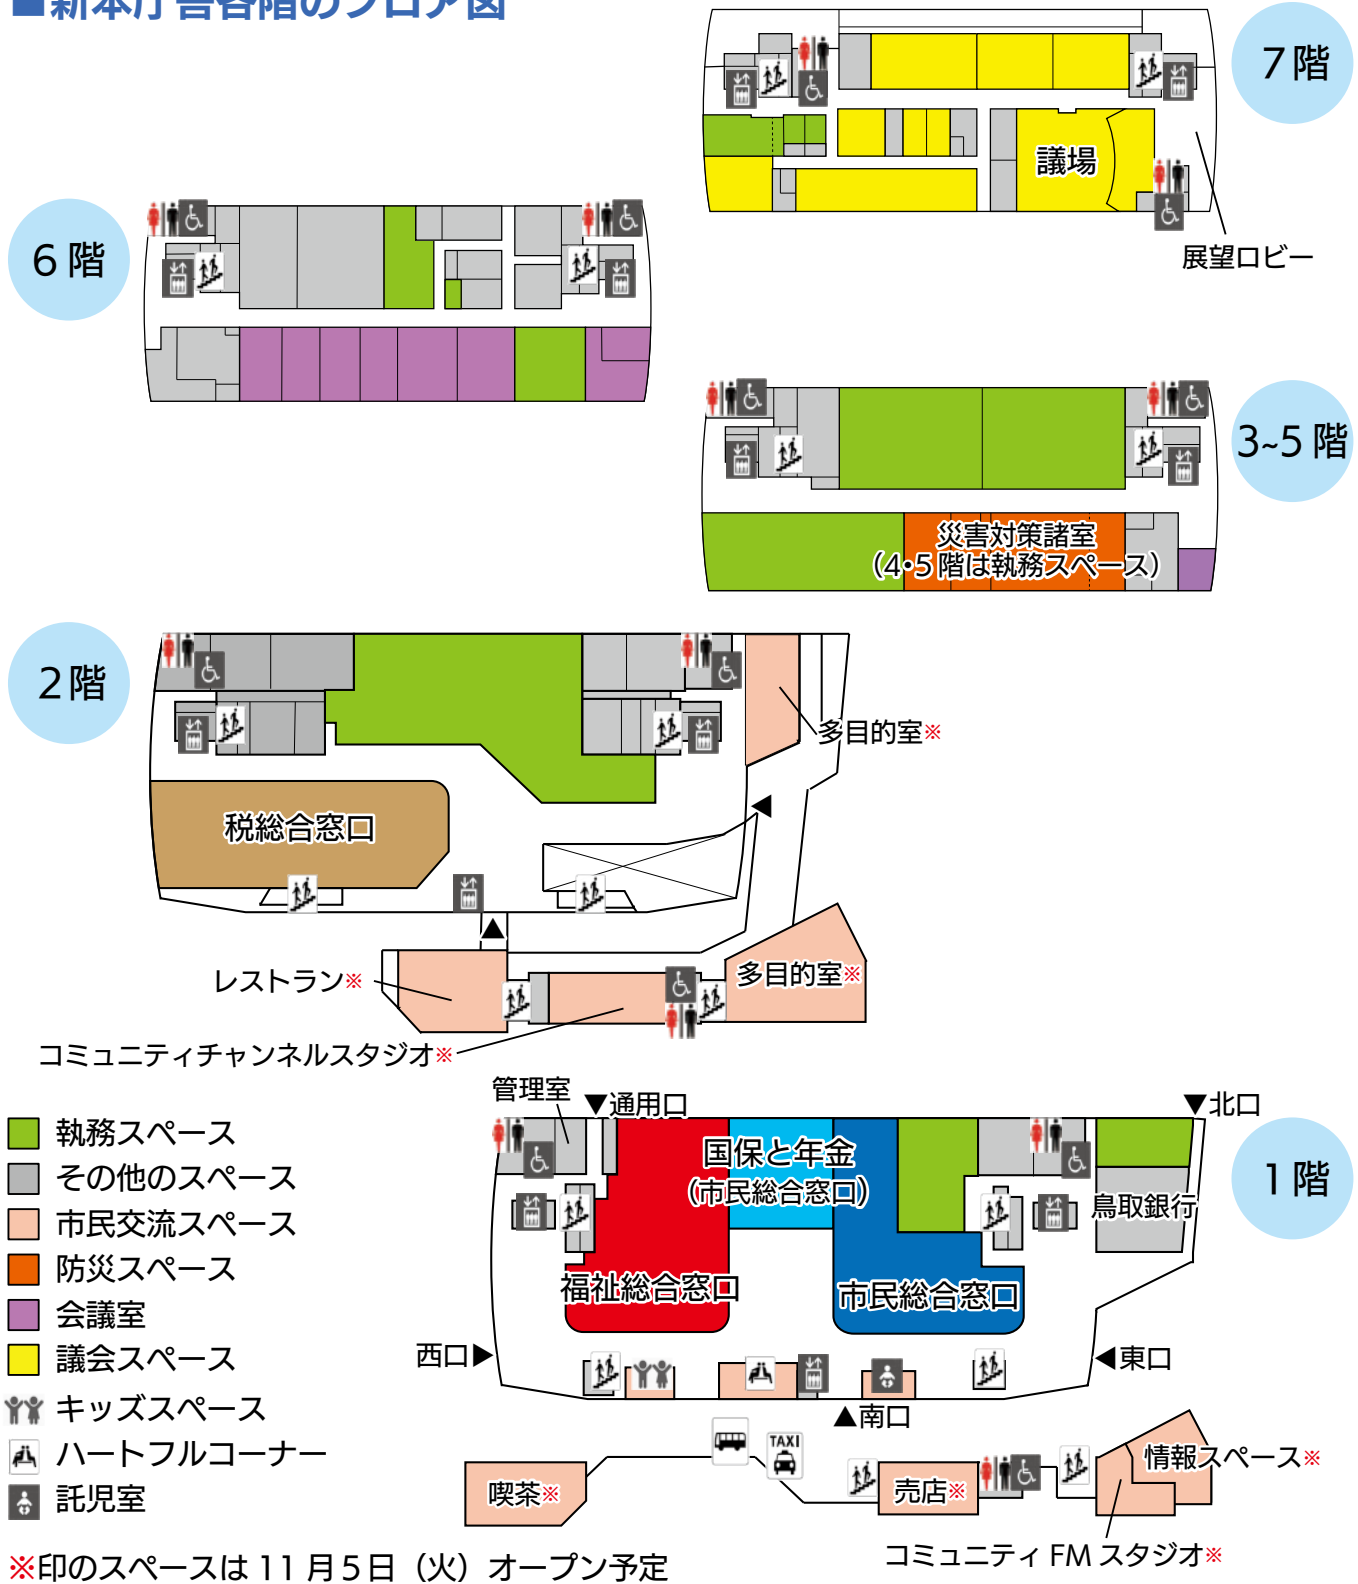 ■新本庁舎各階のフロア図
7階
議場
展望ロビー
6階
3~5階
災害対策諸室
（4・5階は執務スペース）
2階
多目的室※
税総合窓口
レストラン※
多目的室※
コミュニティチャンネルスタジオ※
管理室
▼通用口
▼北口
1階
国保と年金
（市民総合窓口）
鳥取銀行
福祉総合窓口
市民総合窓口
西口▶
◀東口
▲南口
TAXI
喫茶※
売店※
情報スペース※
コミュニティ FM スタジオ※
執務スペース
その他のスペース
市民交流スペース
防災スペース
会議室
議会スペース
キッズスペース
ハートフルコーナー
託児室
※印のスペースは 11 月5日（火）オープン予定